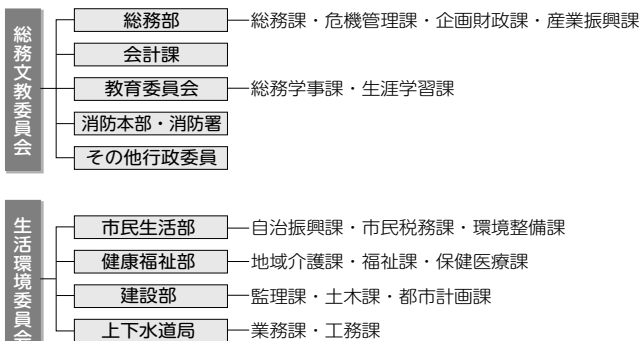 総務文教委員会
総務部 総務課・危機管理課・企画財政課・産業振興課
会計課
教育委員会 総務学事課・生涯学習課
消防本部・消防署
その他行政委員
生活環境委員会
市民生活部 自治振興課・市民税務課・環境整備課
健康福祉部 地域介護課・福祉課・保健医療課
建設部 監理課・土木課・都市計画課
上下水道局 業務課・工務課